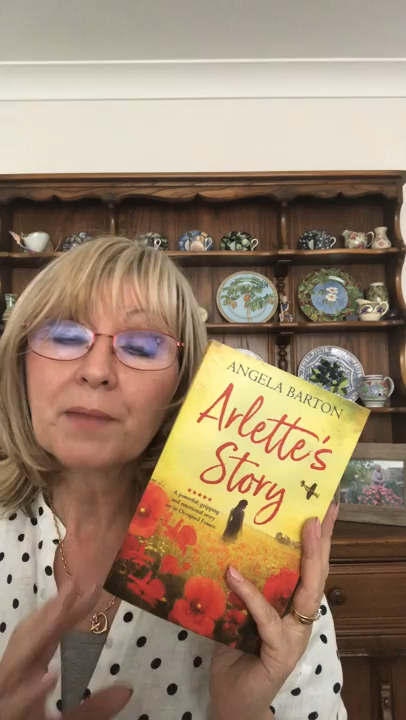 ANGELA BARTON
Arlette's
Story
A powerful, gripping
and emotional story
set in Occupied France